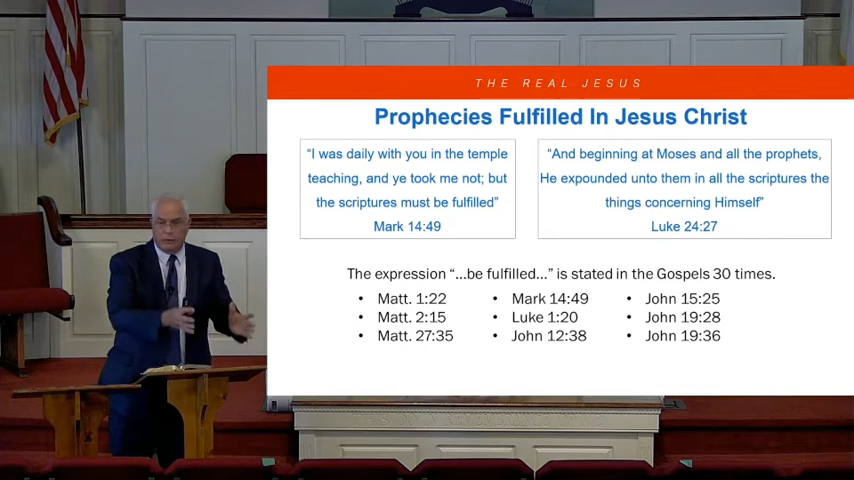 THE REAL JESUS
Prophecies Fulfilled In Jesus Christ
“I was daily with you in the temple
teaching, and ye took me not; but
the scriptures must be fulfilled”
Mark 14:49
“And beginning at Moses and all the prophets,
He expounded unto them in all the scriptures the
things concerning Himself”
Luke 24:27
The expression “...be fulfilled...” is stated in the Gospels 30 times.
• Matt. 1:22
• Matt. 2:15
• Matt. 27:35
• Mark 14:49
• Luke 1:20
• John 12:38
• John 15:25
• John 19:28
• John 19:36